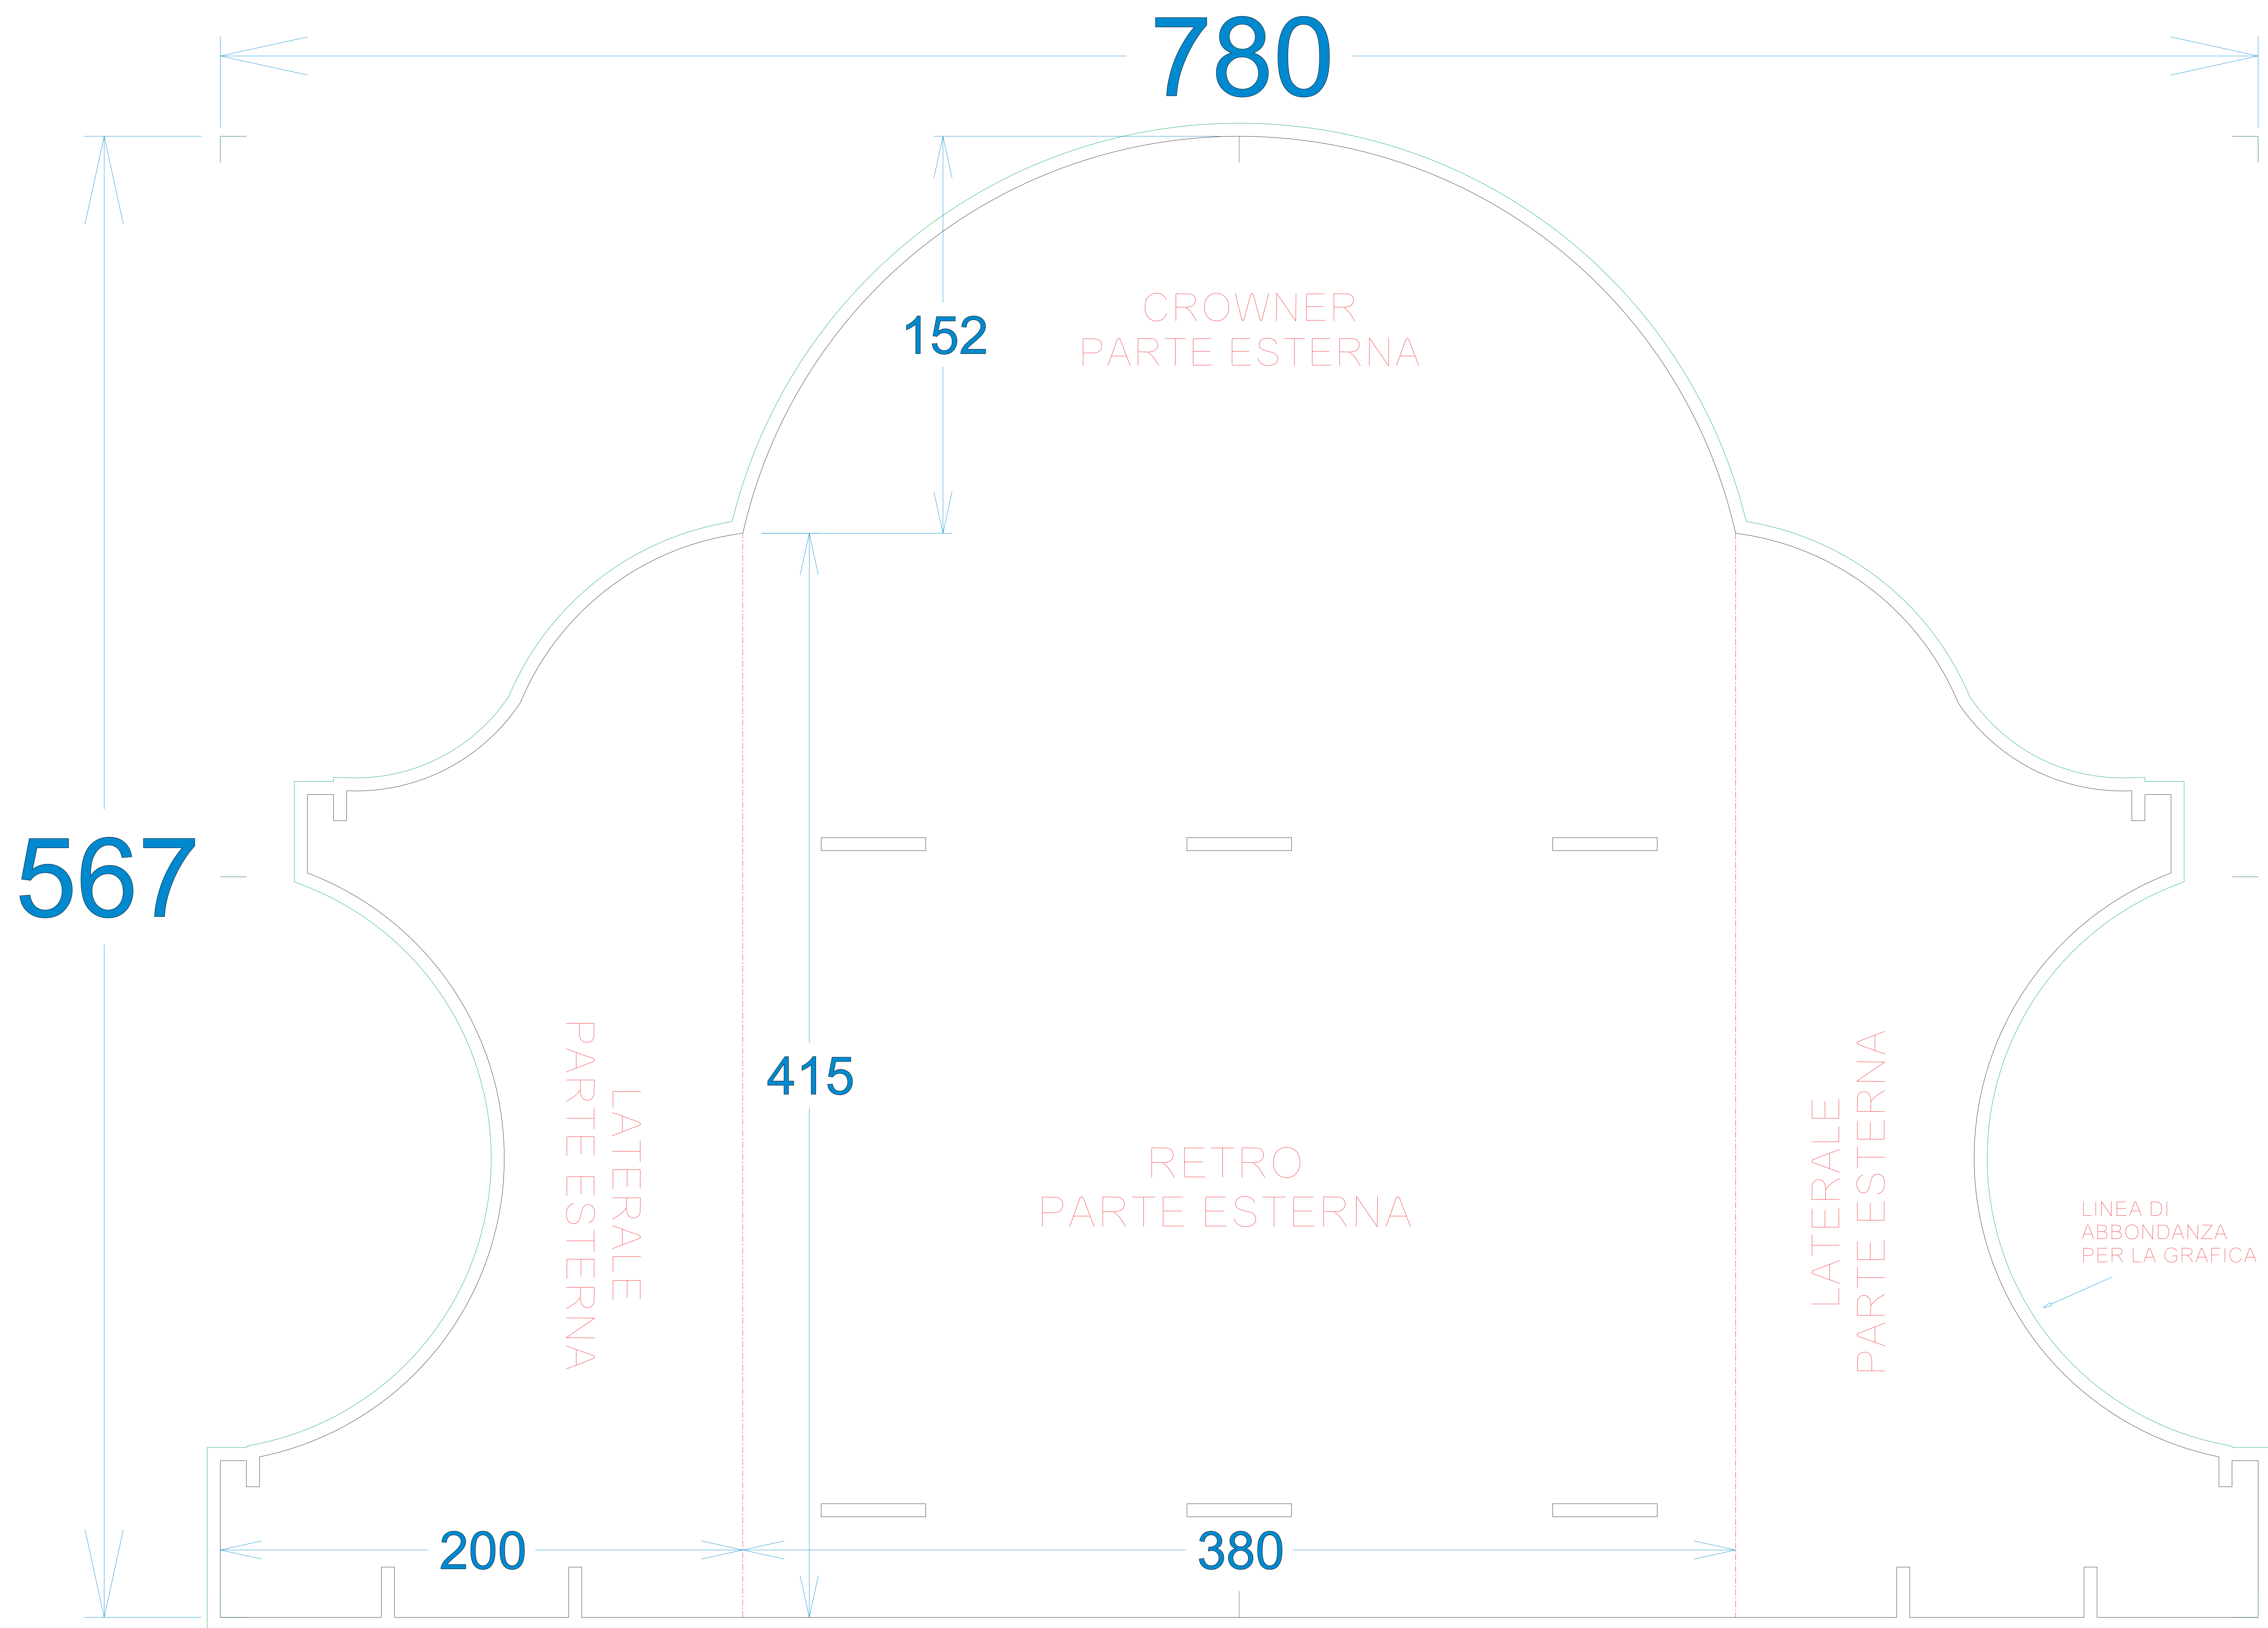 780
CROWNER
PARTE ESTERNA
152
567
415
LATERALE
PARTE ESTERNA
RETRO
PARTE ESTERNA
LATERALE
PARTE ESTERNA
LINEA DI
ABBONDANZA
PER LA GRAFICA
200
380